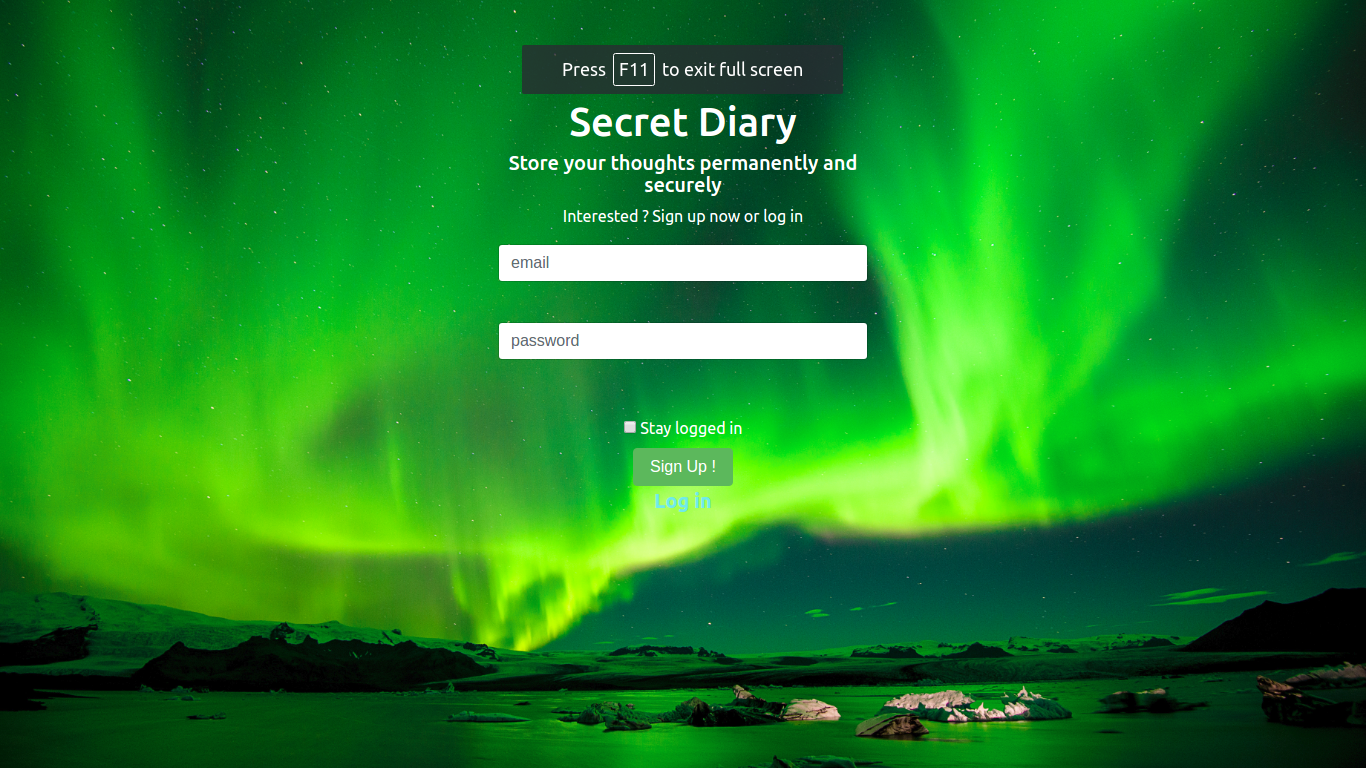 Press F11 to exit full screen
Secret Diary
Store your thoughts permanently and
securely
Interested ? Sign up now or log in
email
password
Stay logged in
Sign Up !
Log in